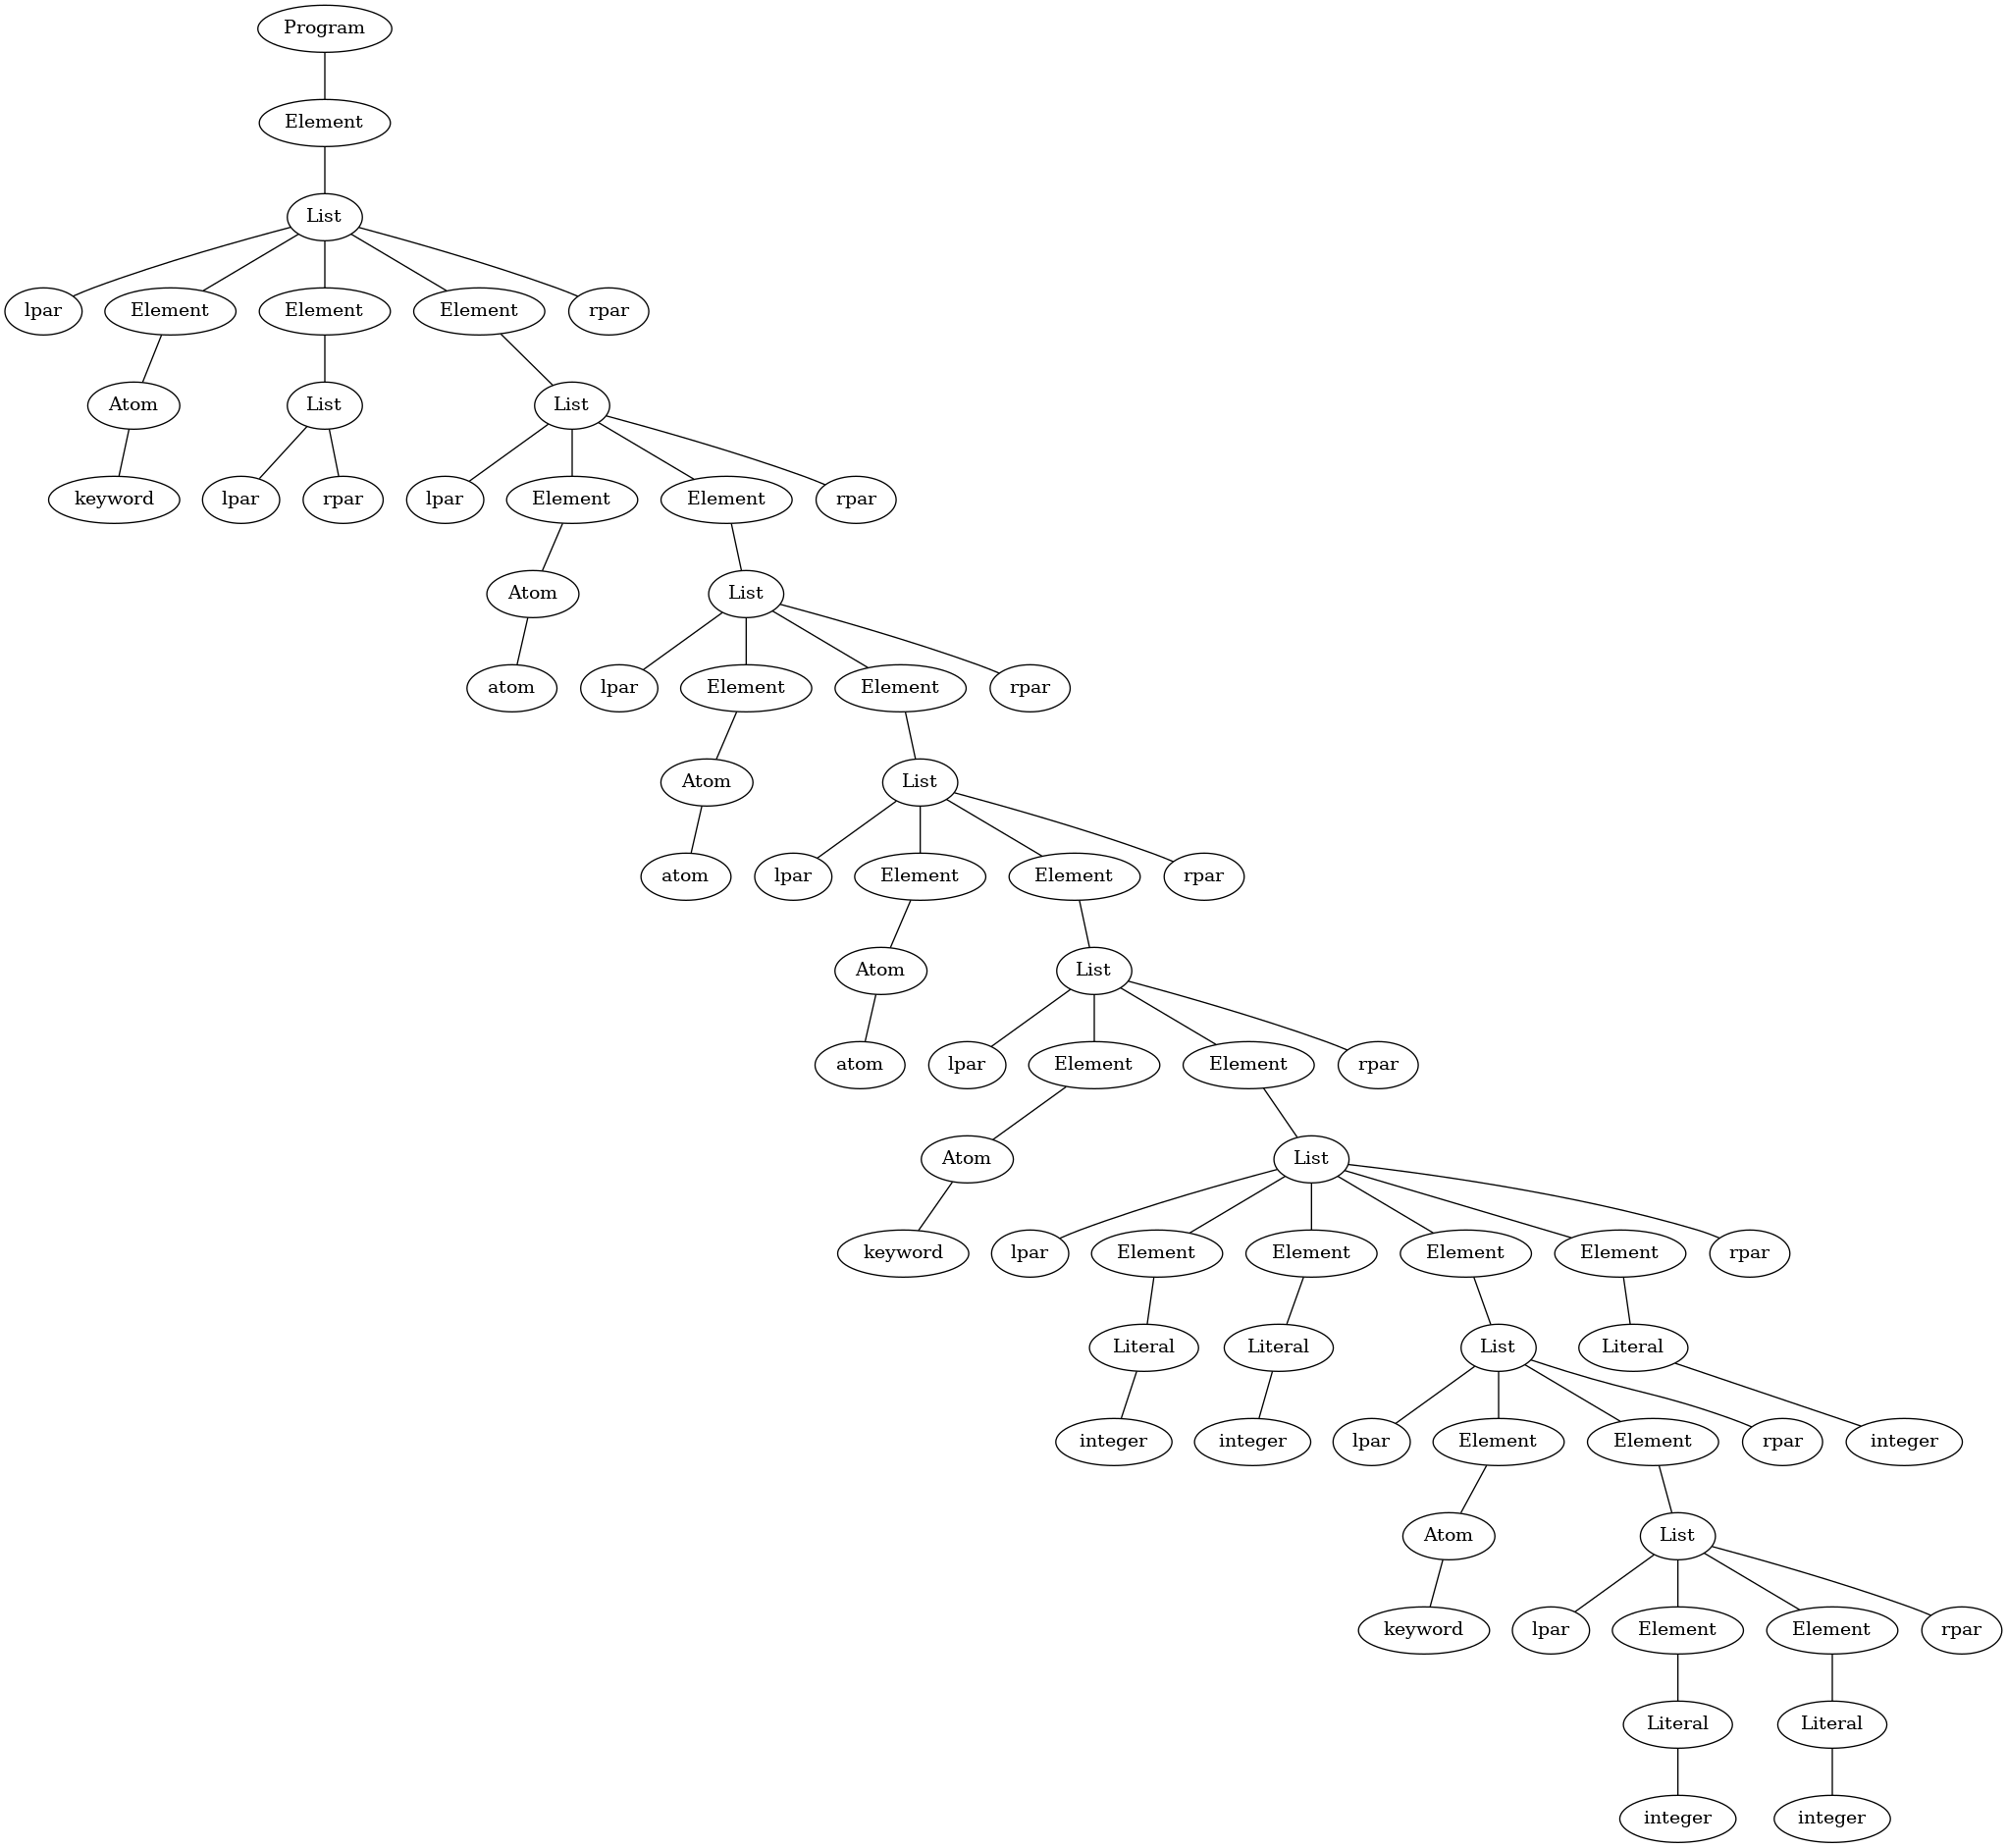 Program
Element
List
lpar Element Element Element rpar
Atom List List
keyword lpar rpar lpar Element Element rpar
Atom List
atom lpar Element Element rpar
Atom List
atom lpar Element Element rpar
Atom List
atom lpar Element Element rpar
Atom List
keyword lpar Element Element Element Element rpar
Literal Literal List Literal
integer integer lpar Element Element rpar integer
Atom List
keyword lpar Element Element rpar
Literal Literal
integer integer